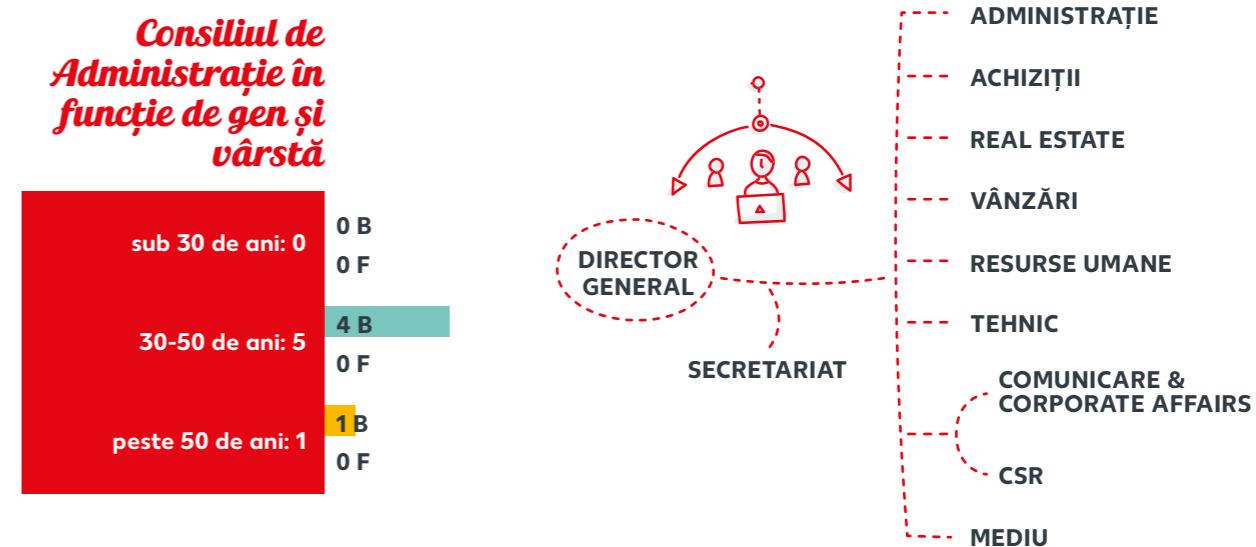 Consiliul de
Administrație în
funcție de gen și
vârstă
sub 30 de ani: 0
0 B
0 F
30-50 de ani: 5
4 B
0 F
peste 50 de ani: 1
1 B
0 F
DIRECTOR
GENERAL
SECRETARIAT
ADMINISTRAȚIE
ACHIZIȚII
REAL ESTATE
VÂNZĂRI
RESURSE UMANE
TEHNIC
COMUNICARE &
CORPORATE AFFAIRS
CSR
MEDIU